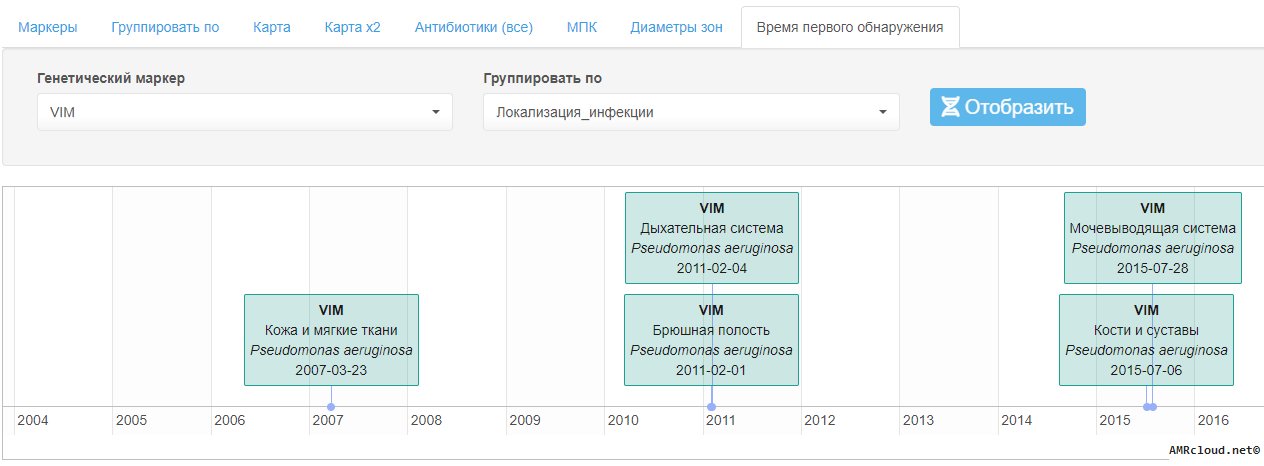 Маркеры Группировать по Карта Карта x2 Антибиотики (все) МПК Диаметры зон Время первого обнаружения
Генетический маркер Группировать по
VIM Локализация_инфекции Отобразить
VIM
Дыхательная система
Pseudomonas aeruginosa
2011-02-04
VIM
Мочевыводящая система
Pseudomonas aeruginosa
2015-07-28
VIM
Кожа и мягкие ткани
Pseudomonas aeruginosa
2007-03-23
VIM
Брюшная полость
Pseudomonas aeruginosa
2011-02-01
VIM
Кости и суставы
Pseudomonas aeruginosa
2015-07-06
2004 2005 2006 2007 2008 2009 2010 2011 2012 2013 2014 2015 2016
AMRcloud.net©